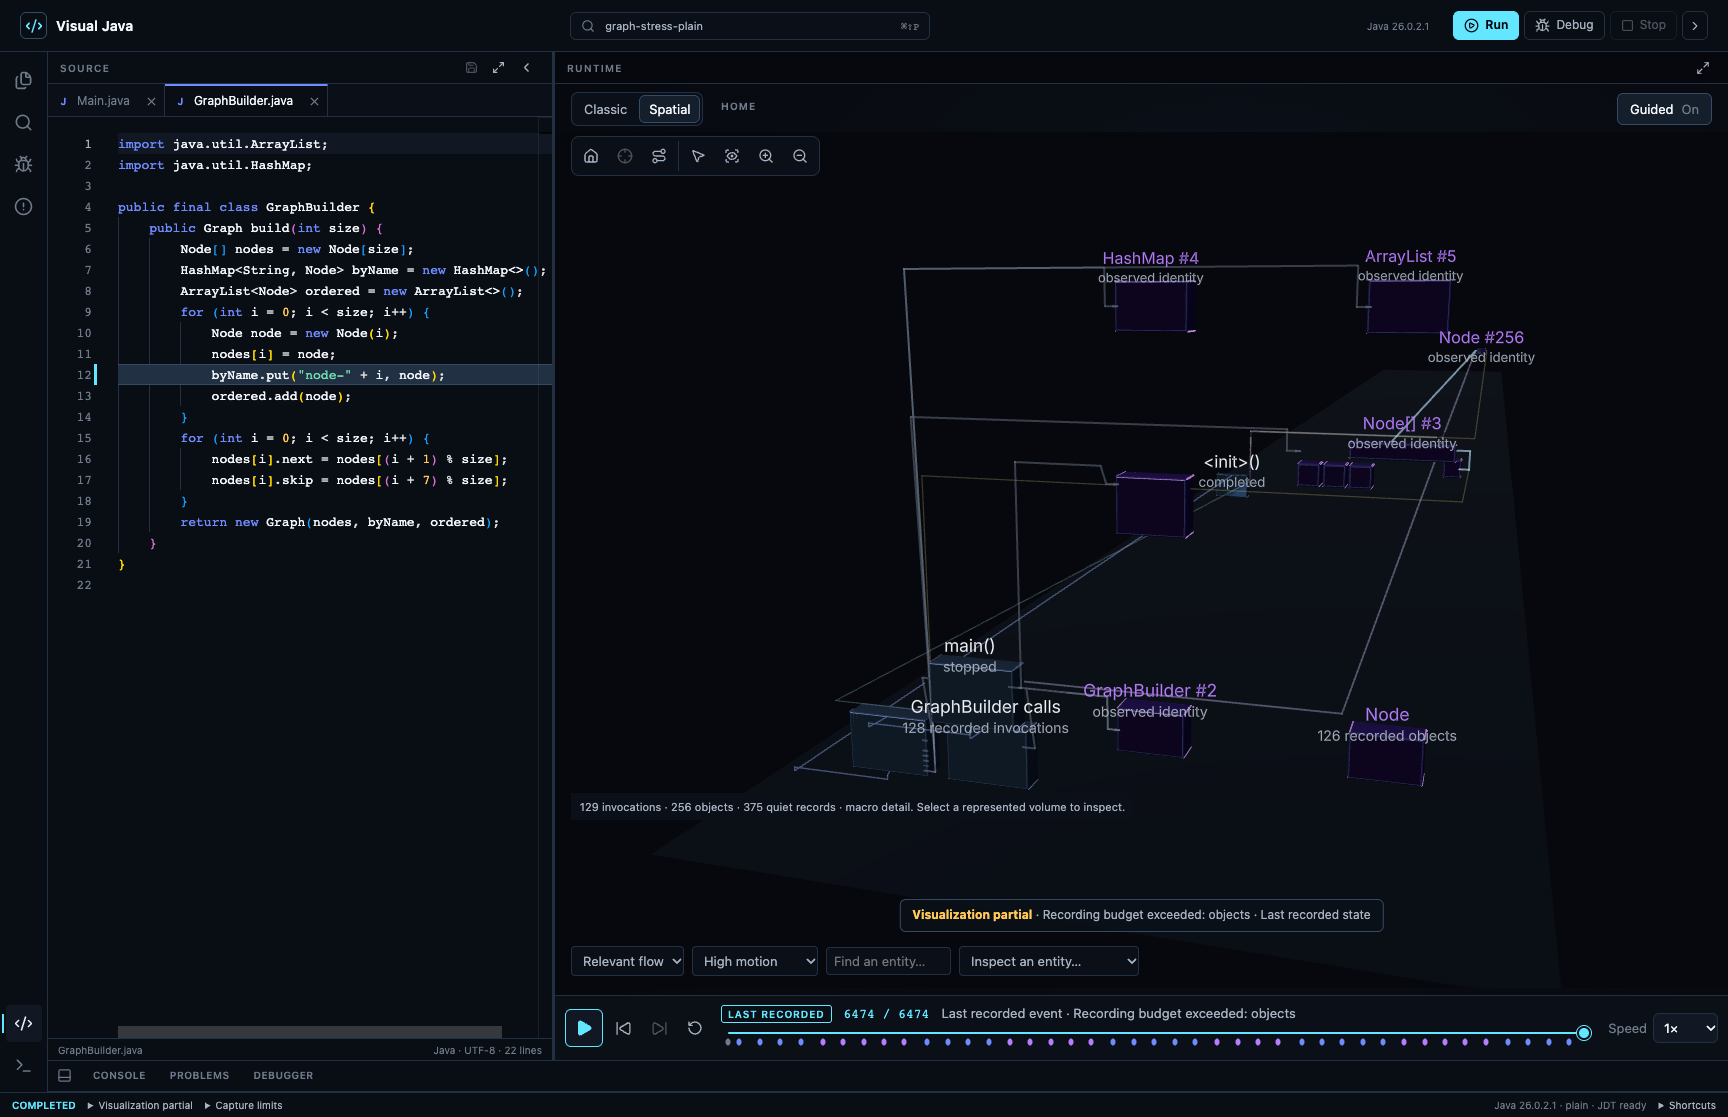 Visual Java
graph-stress-plain
⌘⇧P
Java 26.0.2.1
Run
Debug
Stop
SOURCE
RUNTIME
J Main.java
J GraphBuilder.java
Classic
Spatial
HOME
Guided On
1 import java.util.ArrayList;
2 import java.util.HashMap;
3
4 public final class GraphBuilder {
5 public Graph build(int size) {
6 Node[] nodes = new Node[size];
7 HashMap<String, Node> byName = new HashMap<>();
8 ArrayList<Node> ordered = new ArrayList<>();
9 for (int i = 0; i < size; i++) {
10 Node node = new Node(i);
11 nodes[i] = node;
12 byName.put("node-" + i, node);
13 ordered.add(node);
14 }
15 for (int i = 0; i < size; i++) {
16 nodes[i].next = nodes[(i + 1) % size];
17 nodes[i].skip = nodes[(i + 7) % size];
18 }
19 return new Graph(nodes, byName, ordered);
20 }
21 }
22
HashMap #4
observed identity
ArrayList #5
observed identity
Node #256
observed identity
Node[] #3
observed identity
<init>()
completed
main()
stopped
GraphBuilder calls
128 recorded invocations
GraphBuilder #2
observed identity
Node
126 recorded objects
129 invocations · 256 objects · 375 quiet records · macro detail. Select a represented volume to inspect.
Visualization partial · Recording budget exceeded: objects · Last recorded state
Relevant flow
High motion
Find an entity...
Inspect an entity...
LAST RECORDED
6474 / 6474
Last recorded event · Recording budget exceeded: objects
Speed
1×
GraphBuilder.java
Java · UTF-8 · 22 lines
CONSOLE
PROBLEMS
DEBUGGER
COMPLETED
Visualization partial
Capture limits
Java 26.0.2.1 · plain · JDT ready
Shortcuts